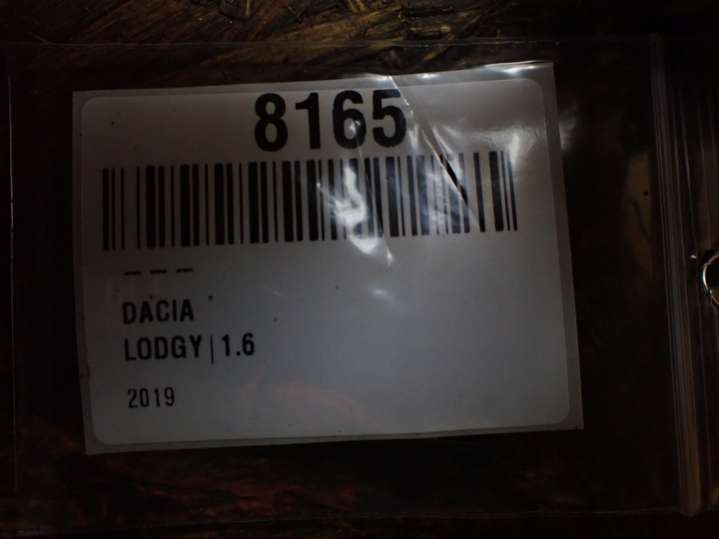 8165
– – –
DACIA
LODGY|1.6
2019